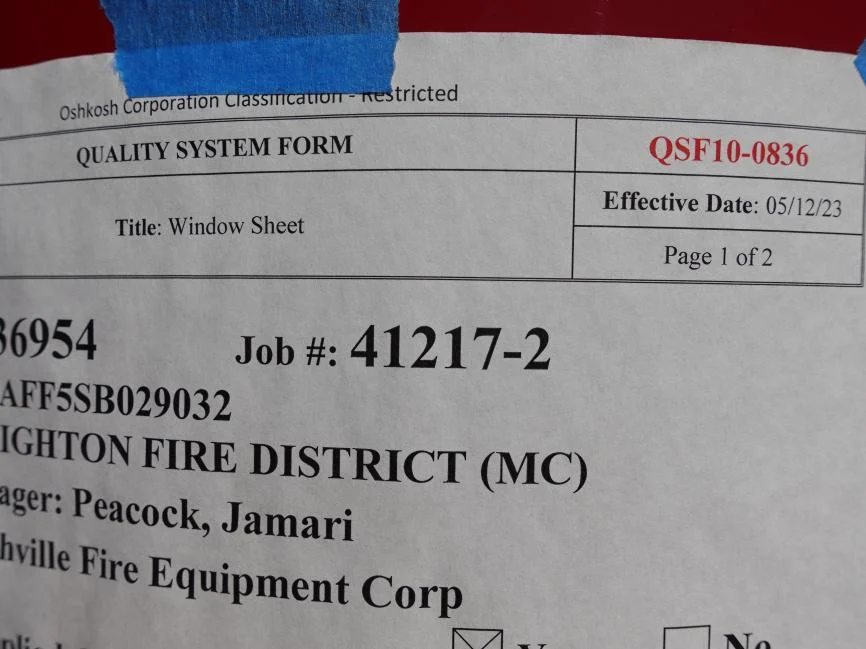 Oshkosh Corporation Classification - Restricted
QUALITY SYSTEM FORM
QSF10-0836
Title: Window Sheet
Effective Date: 05/12/23
Page 1 of 2
36954 Job #: 41217-2
AFF5SB029032
IGHTON FIRE DISTRICT (MC)
ager: Peacock, Jamari
hville Fire Equipment Corp
No